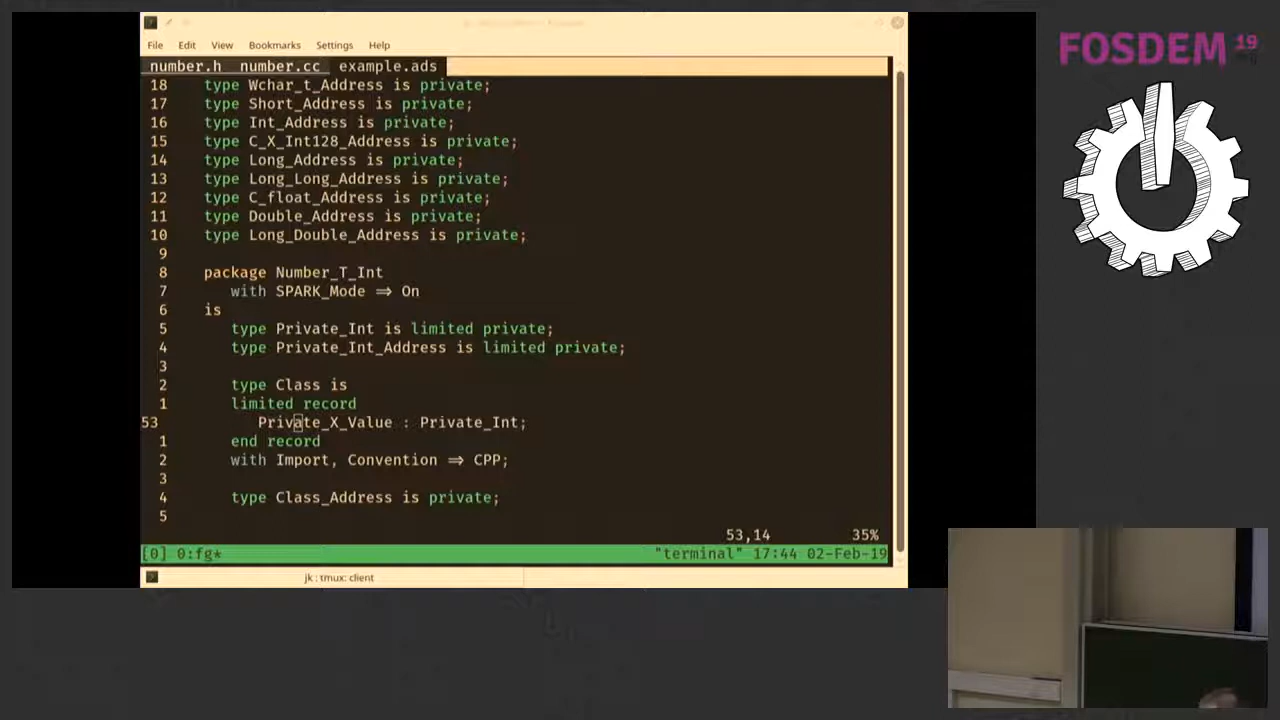 FOSDEM 19
File Edit View Bookmarks Settings Help
number.h number.cc example.ads
18 type Wchar_t_Address is private;
17 type Short_Address is private;
16 type Int_Address is private;
15 type C_X_Int128_Address is private;
14 type Long_Address is private;
13 type Long_Long_Address is private;
12 type C_float_Address is private;
11 type Double_Address is private;
10 type Long_Double_Address is private;
9
8 package Number_T_Int
7 with SPARK_Mode ⇒ On
6 is
5 type Private_Int is limited private;
4 type Private_Int_Address is limited private;
3
2 type Class is
1 limited record
53 Private_X_Value : Private_Int;
1 end record
2 with Import, Convention ⇒ CPP;
3
4 type Class_Address is private;
5
53,14 35%
[0] 0:fg* "terminal" 17:44 02-Feb-19
jk : tmux: client